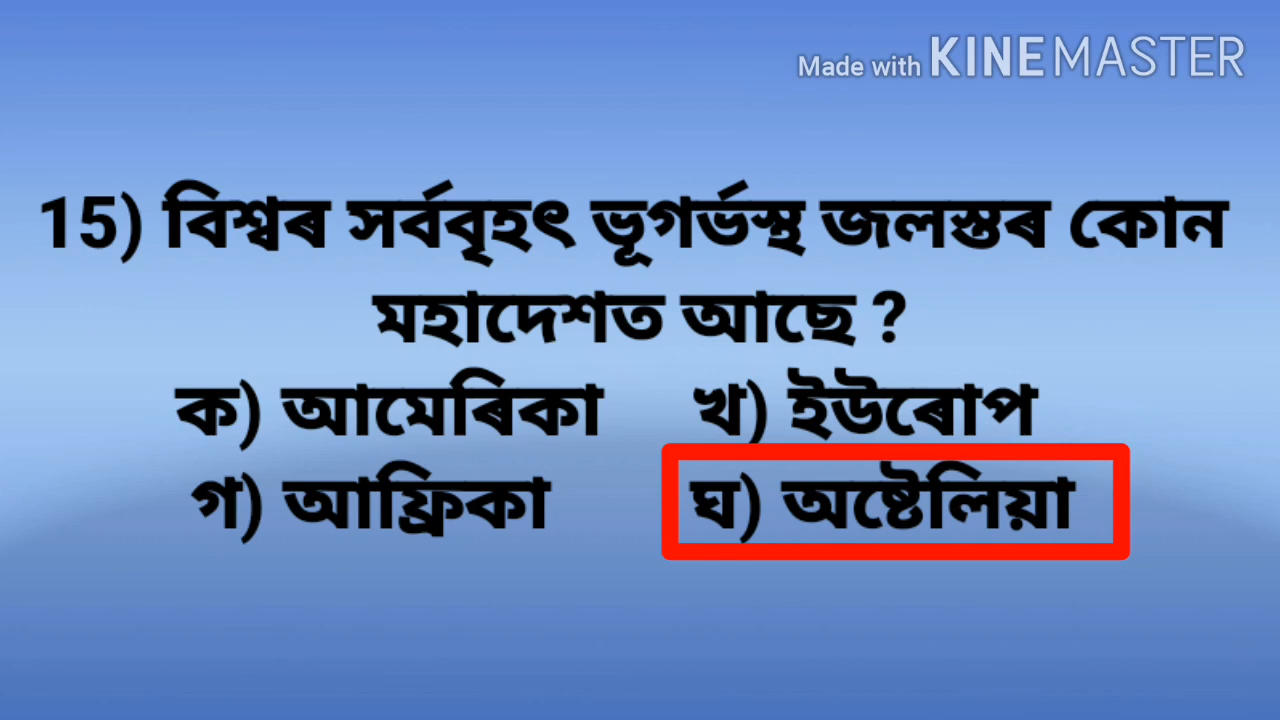 Made with KINEMASTER
15) বিশ্বৰ সৰ্ববৃহৎ ভূগৰ্ভস্থ জলস্তৰ কোন
মহাদেশত আছে ?
ক) আমেৰিকা খ) ইউৰোপ
গ) আফ্ৰিকা ঘ) অষ্টেলিয়া